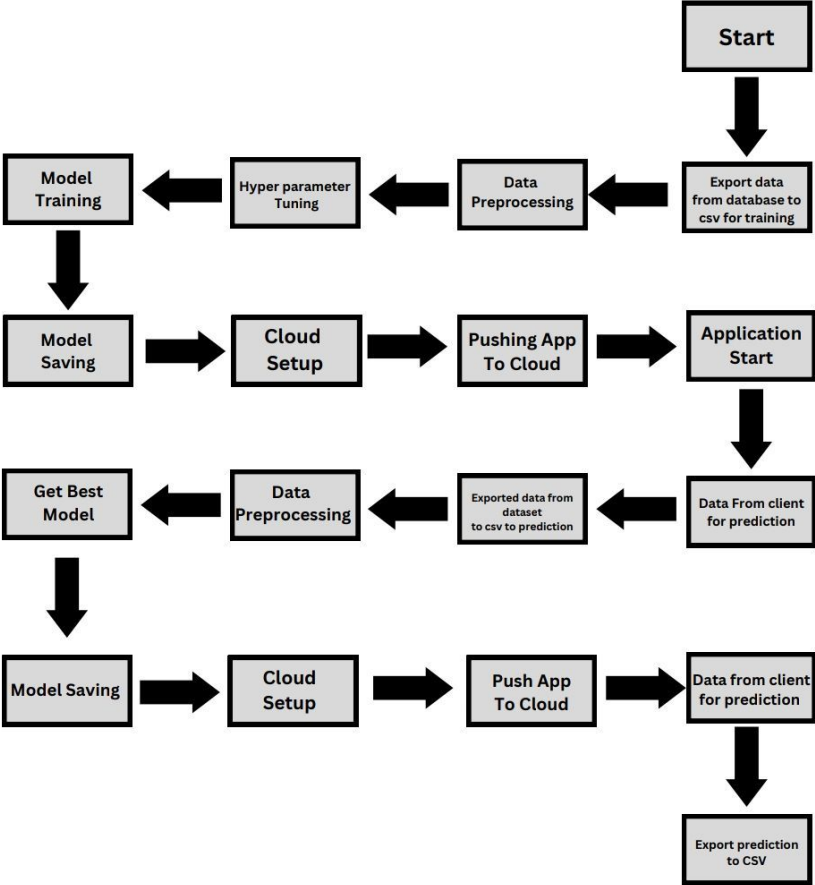 Start
Export data
from database to
csv for training
Data
Preprocessing
Hyper parameter
Tuning
Model
Training
Model
Saving
Cloud
Setup
Pushing App
To Cloud
Application
Start
Data From client
for prediction
Exported data from
dataset
to csv to prediction
Data
Preprocessing
Get Best
Model
Model Saving
Cloud
Setup
Push App
To Cloud
Data from client
for prediction
Export prediction
to CSV